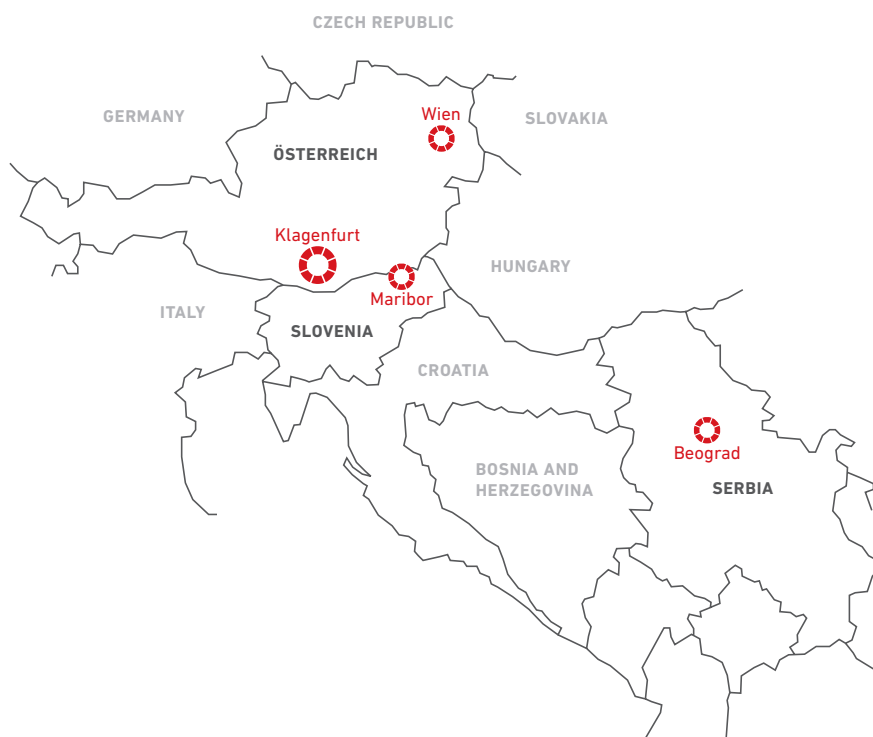 CZECH REPUBLIC
GERMANY
Wien
SLOVAKIA
ÖSTERREICH
Klagenfurt
HUNGARY
Maribor
ITALY
SLOVENIA
CROATIA
Beograd
BOSNIA AND
HERZEGOVINA
SERBIA